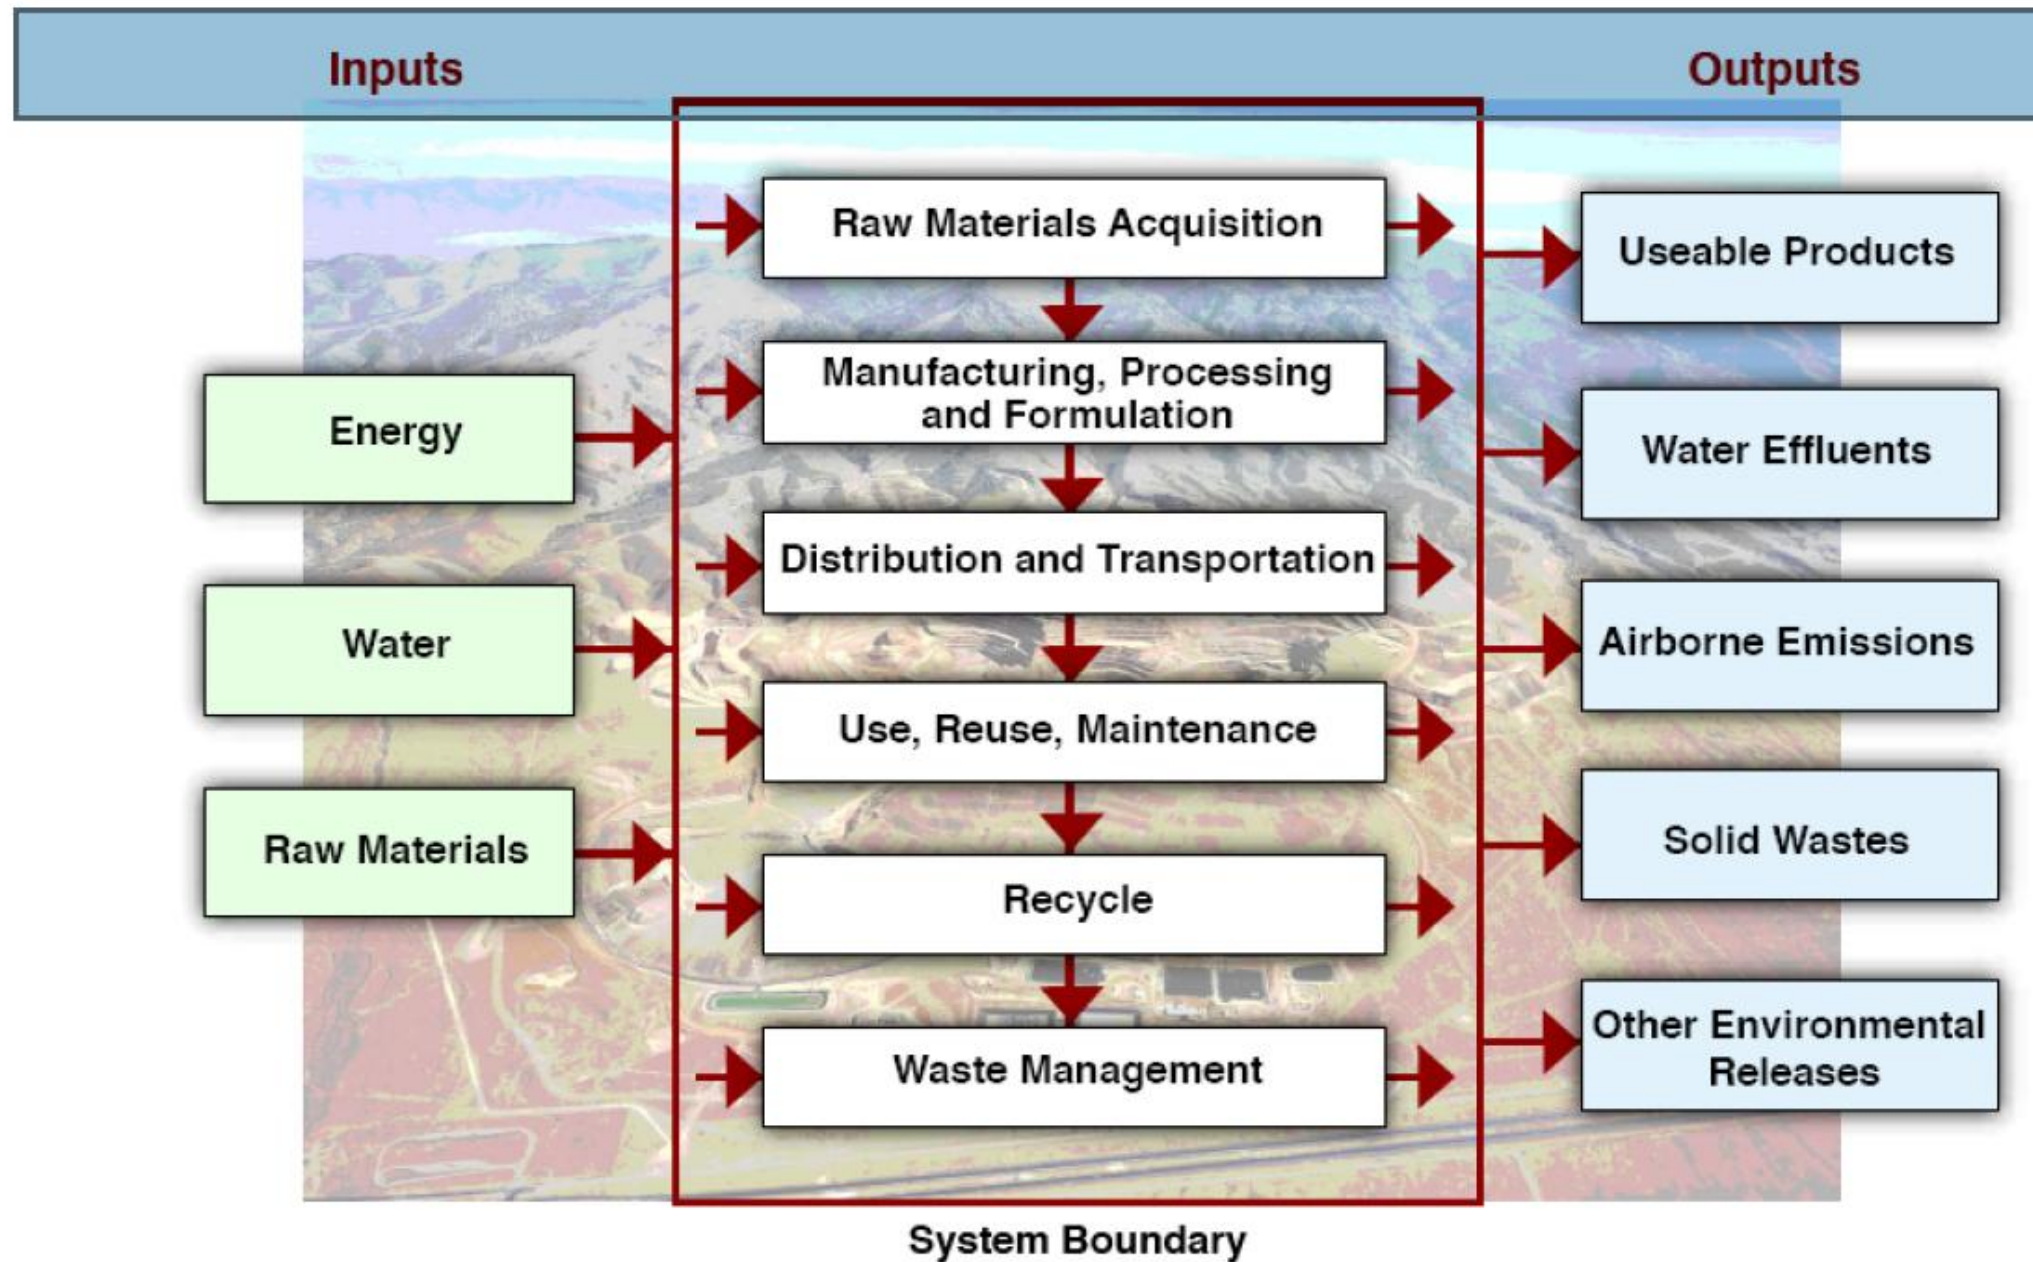 Inputs
Outputs
Raw Materials Acquisition
Manufacturing, Processing
and Formulation
Distribution and Transportation
Use, Reuse, Maintenance
Recycle
Waste Management
Energy
Water
Raw Materials
Useable Products
Water Effluents
Airborne Emissions
Solid Wastes
Other Environmental
Releases
System Boundary